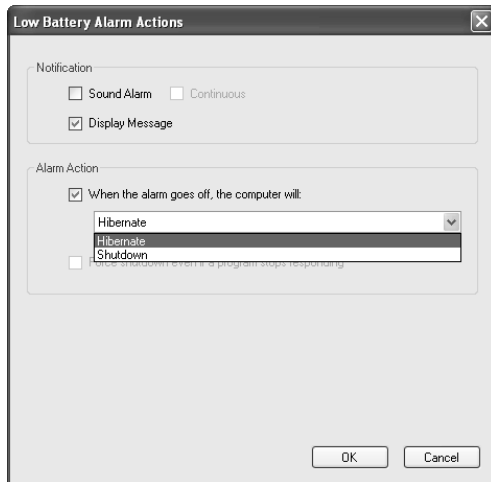 Low Battery Alarm Actions
Notification
Sound Alarm Continuous
Display Message
Alarm Action
When the alarm goes off, the computer will:
Hibernate
Hibernate
Shutdown
Force shutdown even if a program stops responding
OK Cancel